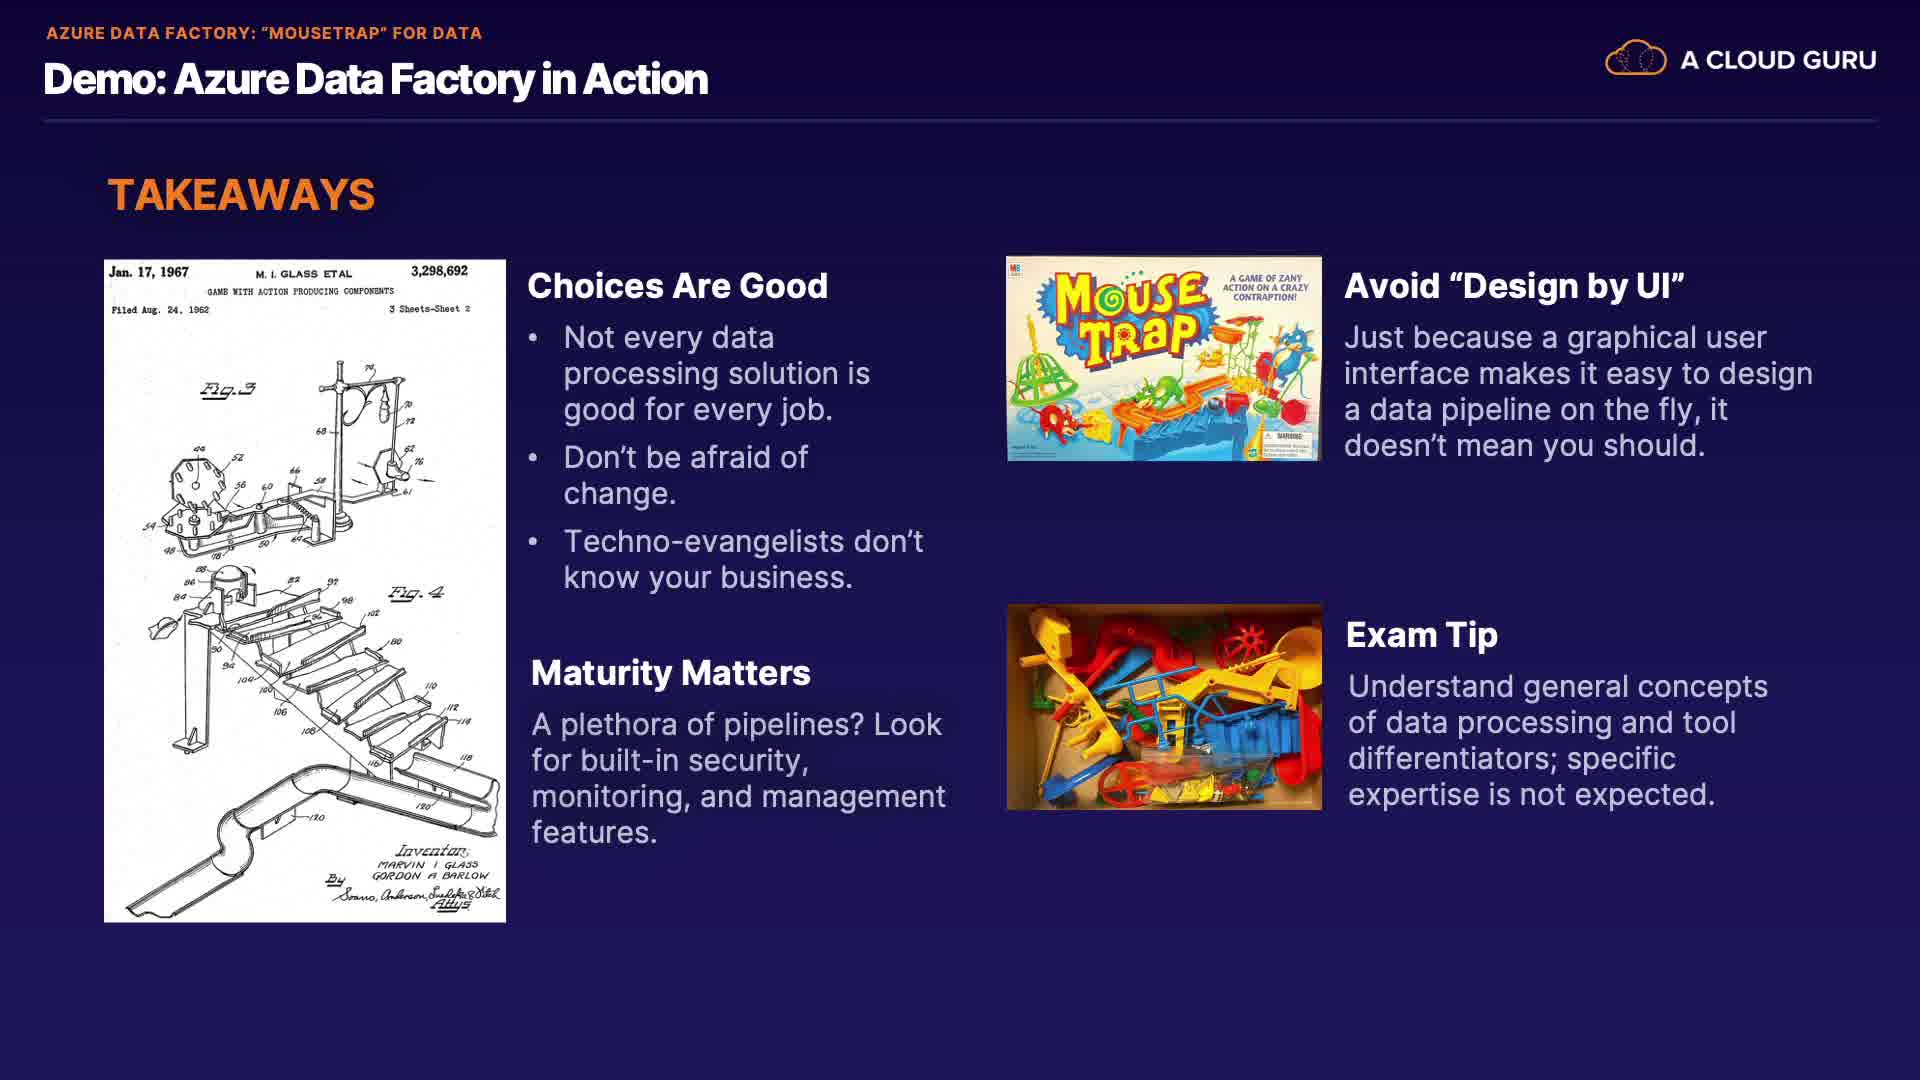 AZURE DATA FACTORY: “MOUSETRAP” FOR DATA
Demo: Azure Data Factory in Action
A CLOUD GURU
TAKEAWAYS
Jan. 17, 1967
M. I. GLASS ETAL
3,298,692
GAME WITH ACTION PRODUCING COMPONENTS
Filed Aug. 24, 1962
3 Sheets-Sheet 2
Fig. 3
Fig. 4
Inventor:
MARVIN I GLASS
GORDON A BARLOW
By
Attys
Choices Are Good
• Not every data
processing solution is
good for every job.
• Don’t be afraid of
change.
• Techno-evangelists don’t
know your business.
Maturity Matters
A plethora of pipelines? Look
for built-in security,
monitoring, and management
features.
MB
MOUSE
TRAP
A GAME OF ZANY
ACTION ON A CRAZY
CONTRAPTION!
WARNING:
Avoid “Design by UI”
Just because a graphical user
interface makes it easy to design
a data pipeline on the fly, it
doesn’t mean you should.
Exam Tip
Understand general concepts
of data processing and tool
differentiators; specific
expertise is not expected.